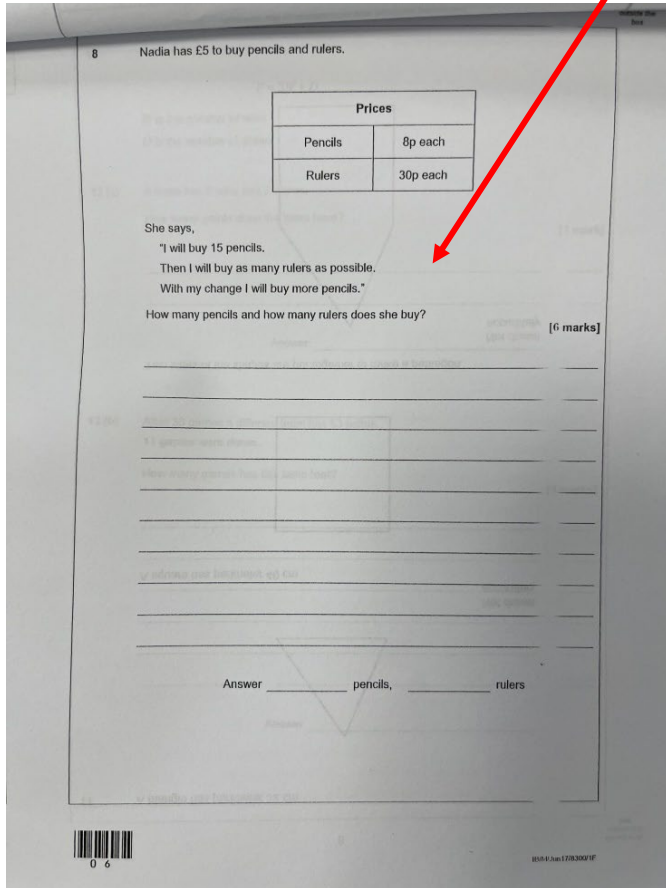 8 Nadia has £5 to buy pencils and rulers.
Prices
Pencils 8p each
Rulers 30p each
She says,
"I will buy 15 pencils.
Then I will buy as many rulers as possible.
With my change I will buy more pencils."
How many pencils and how many rulers does she buy?
[6 marks]
Answer pencils, rulers
0 6